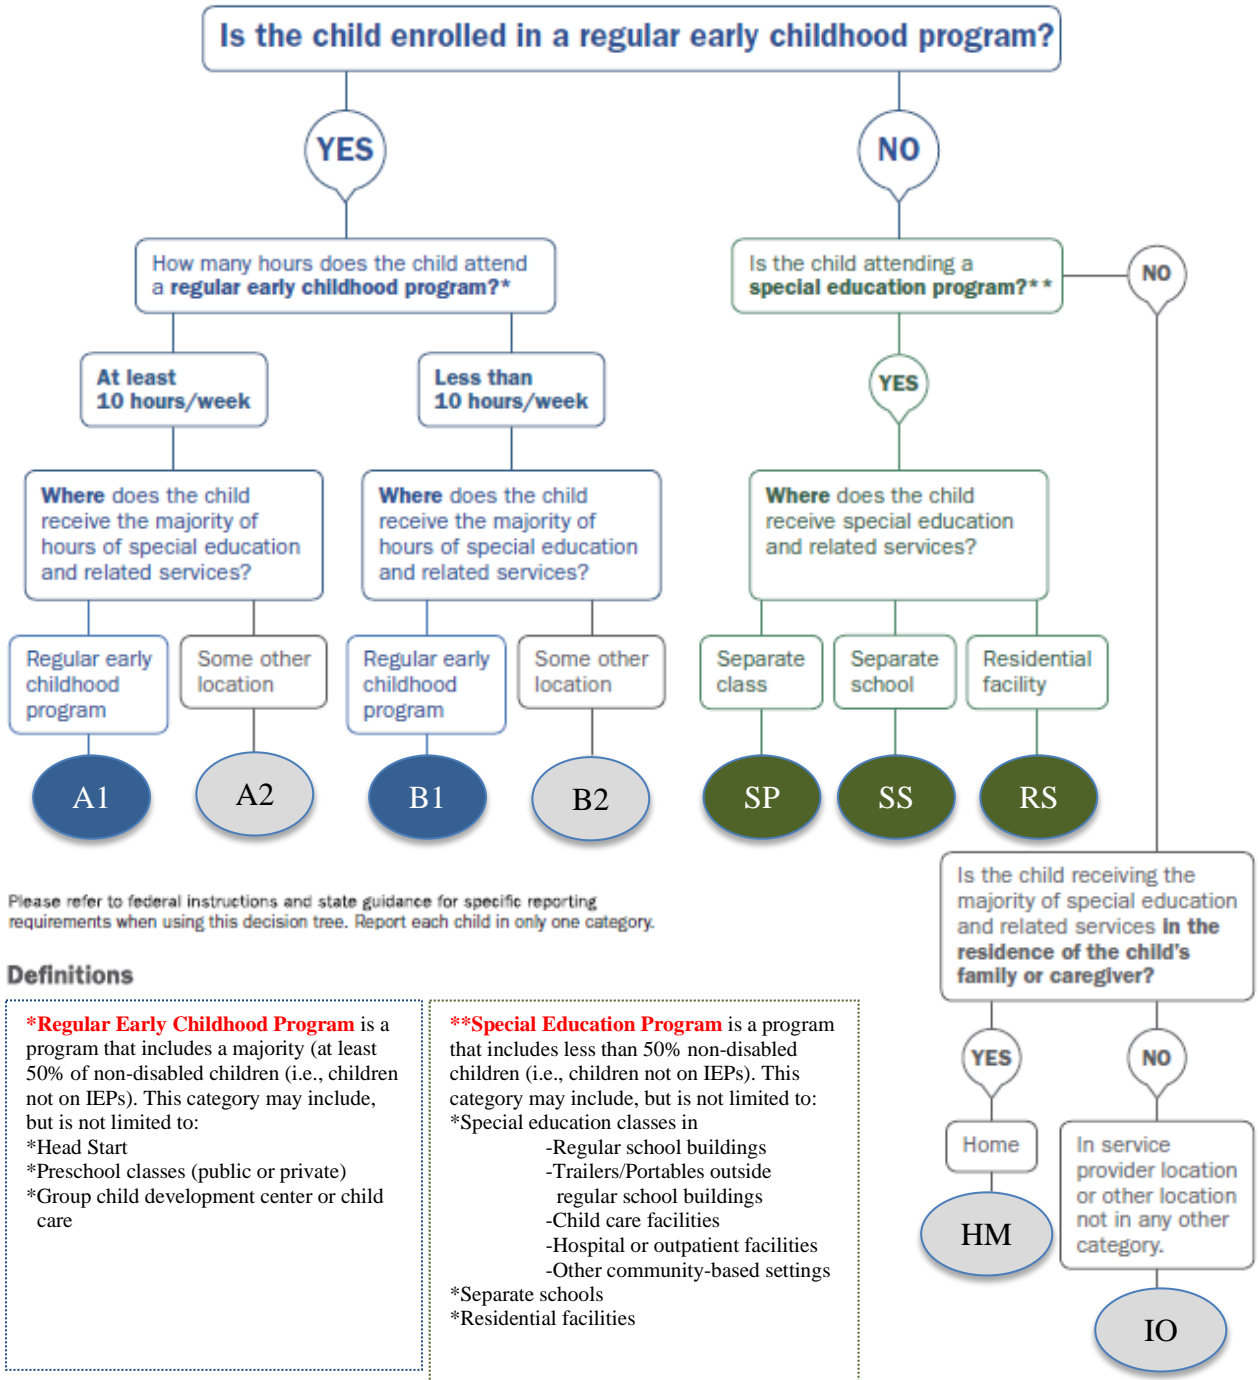 Is the child enrolled in a regular early childhood program?
YES
NO
How many hours does the child attend
a regular early childhood program?*
Is the child attending a
special education program?**
NO
At least
10 hours/week
Less than
10 hours/week
YES
Where does the child
receive the majority of
hours of special education
and related services?
Where does the child
receive the majority of
hours of special education
and related services?
Where does the child
receive special education
and related services?
Regular early
childhood
program
Some other
location
Regular early
childhood
program
Some other
location
Separate
class
Separate
school
Residential
facility
A1
A2
B1
B2
SP
SS
RS
Is the child receiving the
majority of special education
and related services in the
residence of the child's
family or caregiver?
YES
NO
Home
In service
provider location
or other location
not in any other
category.
HM
IO
Please refer to federal instructions and state guidance for specific reporting
requirements when using this decision tree. Report each child in only one category.
Definitions
*Regular Early Childhood Program is a
program that includes a majority (at least
50% of non-disabled children (i.e., children
not on IEPs). This category may include,
but is not limited to:
*Head Start
*Preschool classes (public or private)
*Group child development center or child
care
**Special Education Program is a program
that includes less than 50% non-disabled
children (i.e., children not on IEPs). This
category may include, but is not limited to:
*Special education classes in
-Regular school buildings
-Trailers/Portables outside
regular school buildings
-Child care facilities
-Hospital or outpatient facilities
-Other community-based settings
*Separate schools
*Residential facilities